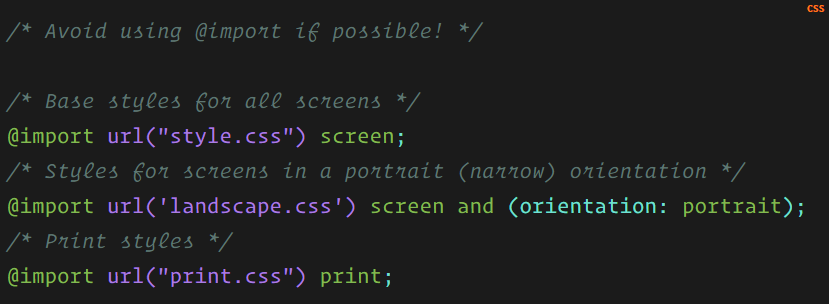 css
/* Avoid using @import if possible! */
/* Base styles for all screens */
@import url("style.css") screen;
/* Styles for screens in a portrait (narrow) orientation */
@import url('landscape.css') screen and (orientation: portrait);
/* Print styles */
@import url("print.css") print;